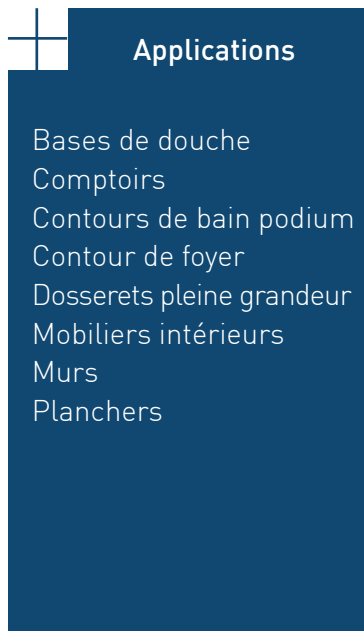 Applications
Bases de douche
Comptoirs
Contours de bain podium
Contour de foyer
Dosserets pleine grandeur
Mobiliers intérieurs
Murs
Planchers